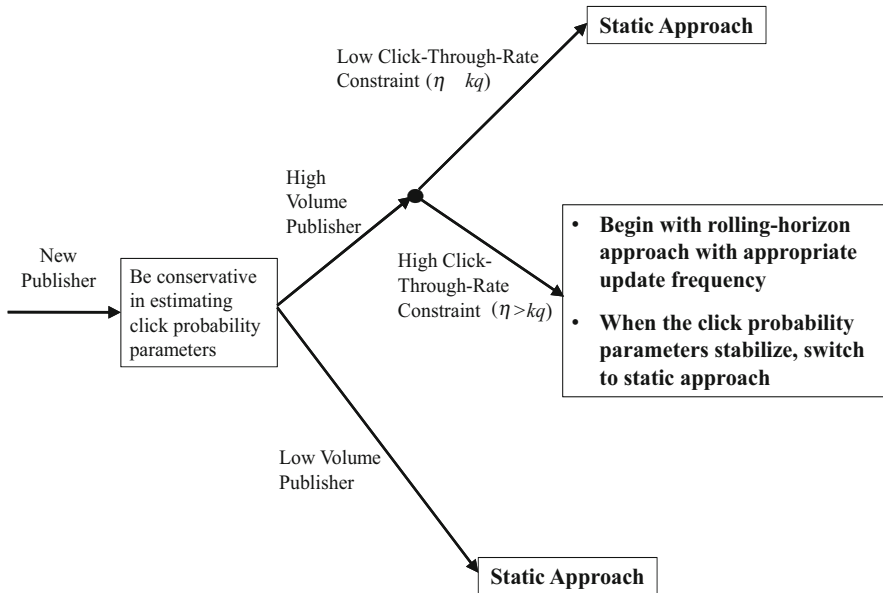 Static Approach
Low Click-Through-Rate
Constraint (η kq)
High
Volume
Publisher
New
Publisher
Be conservative
in estimating
click probability
parameters
High Click-
Through-Rate
Constraint (η>kq)
• Begin with rolling-horizon
approach with appropriate
update frequency
• When the click probability
parameters stabilize, switch
to static approach
Low Volume
Publisher
Static Approach